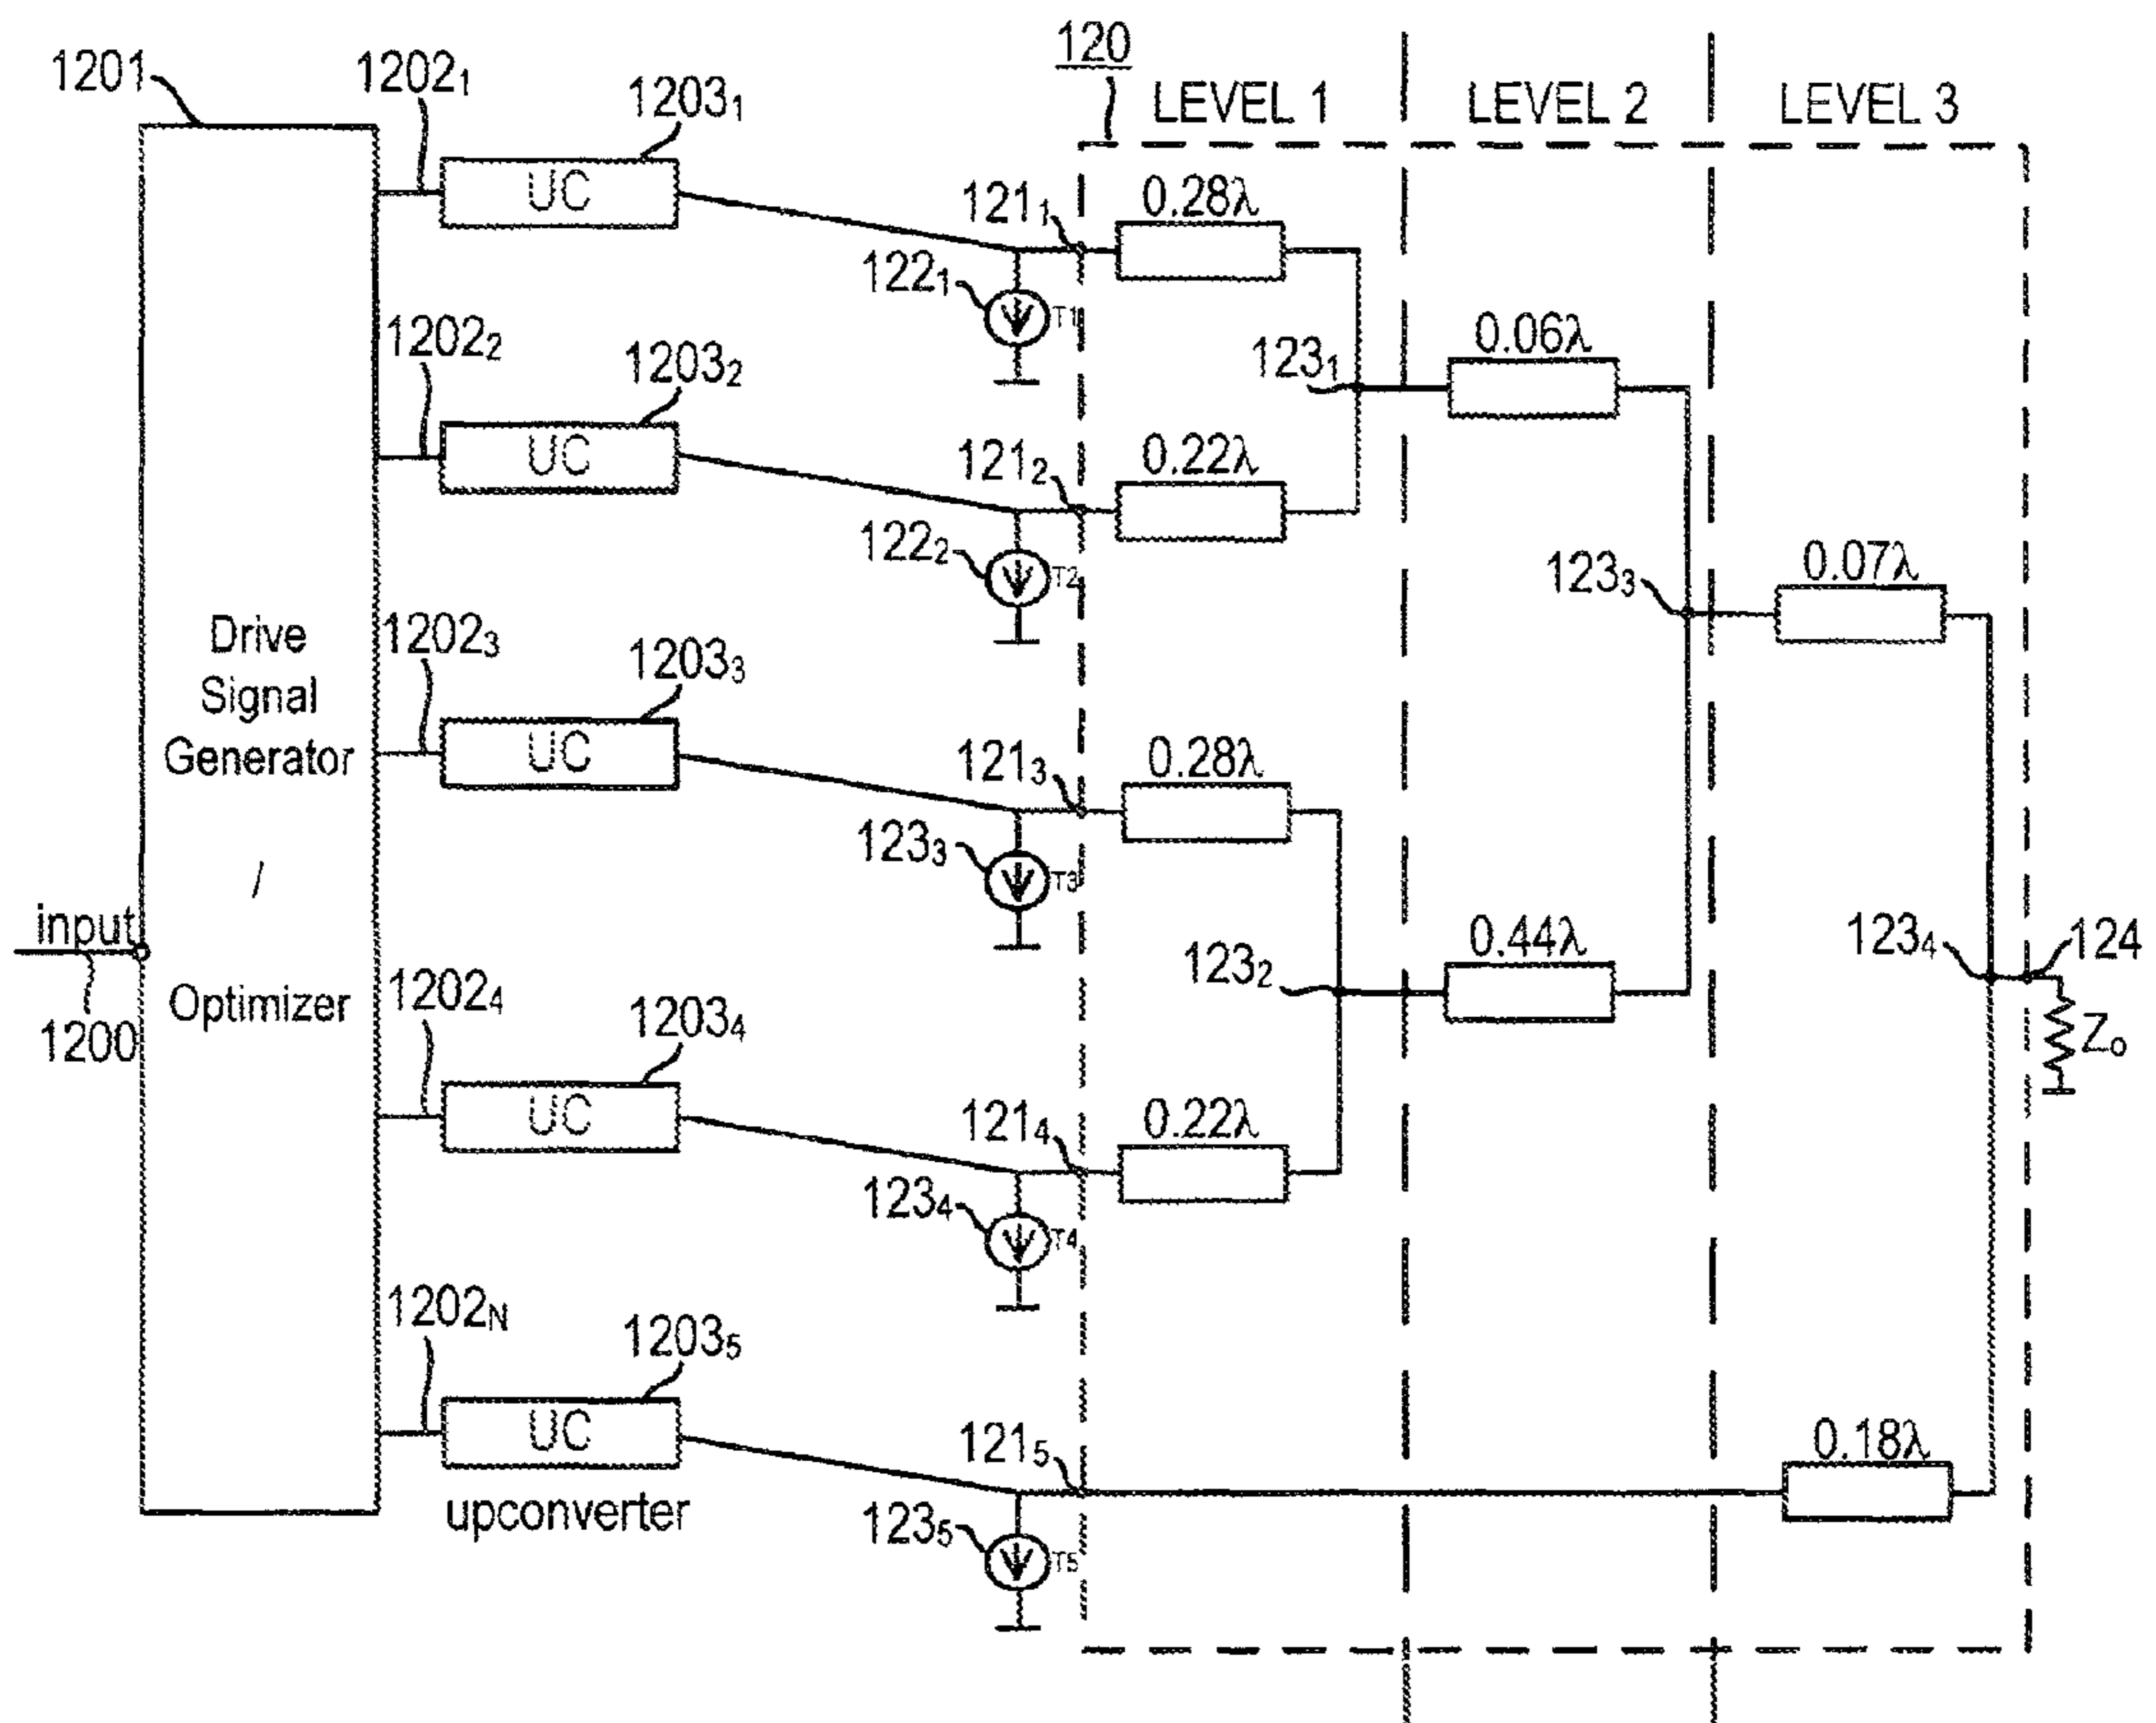 120
1201
1202₁
1203₁
LEVEL 1
LEVEL 2
LEVEL 3
UC
121₁
0.28λ
122₁
T1
1202₂
1203₂
123₁
0.06λ
UC
121₂
0.22λ
122₂
T2
123₃
0.07λ
Drive
Signal
Generator
/
Optimizer
1202₃
1203₃
UC
121₃
0.28λ
123₃
T3
input
1200
123₂
0.44λ
123₄
124
Z₀
1202₄
1203₄
UC
121₄
0.22λ
123₄
T4
1202N
1203₅
UC
upconverter
121₅
0.18λ
123₅
T5